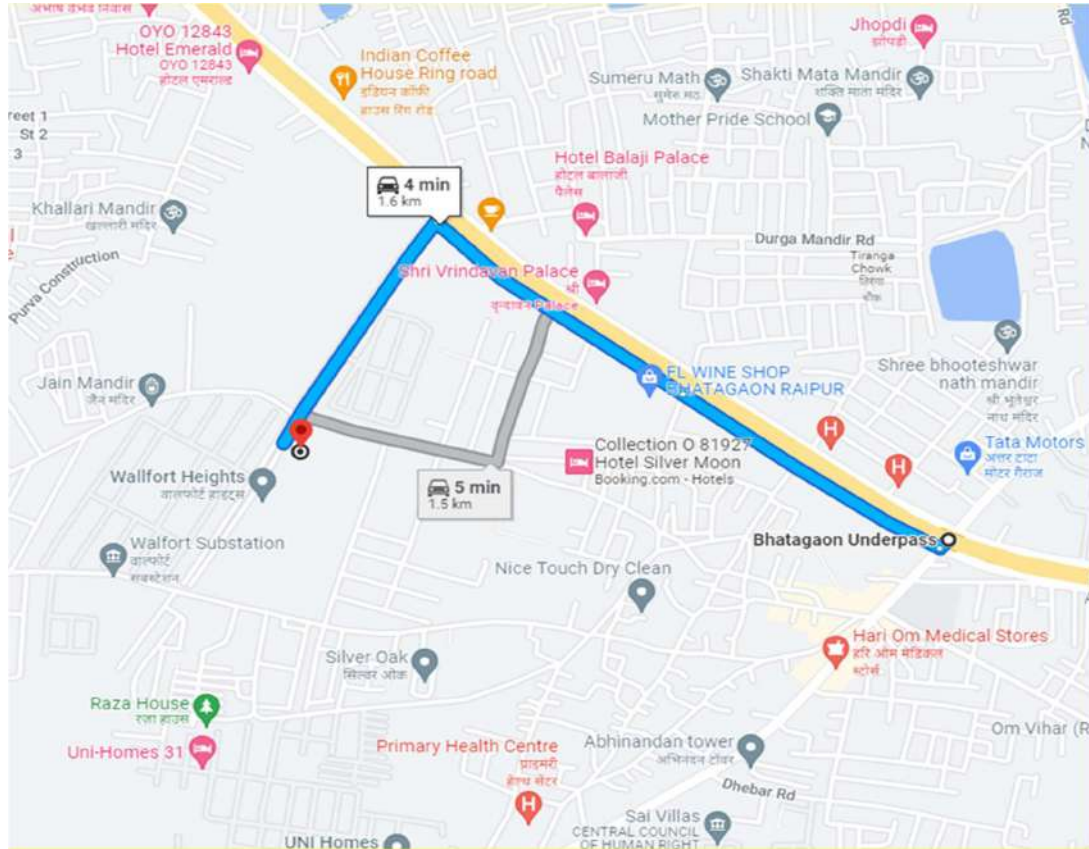 OYO 12843
Hotel Emerald
OYO 12843
होटल एमराल्ड
Indian Coffee
House Ring road
इंडियन कॉफी
हाउस रिंग रोड
Jhopdi
झोपड़ी
Rd
Sumeru Math
सुमेरु मठ
Shakti Mata Mandir
शक्ति माता मंदिर
Mother Pride School
St 2
3
4 min
1.6 km
Hotel Balaji Palace
होटल बालाजी
पैलेस
Khallari Mandir
खल्लारी मंदिर
Purva Construction
Durga Mandir Rd
Tiranga
Chowk
तिरंगा
चौक
Shri Vrindavan Palace
श्री
वृन्दावन Palace
FL WINE SHOP
BHATAGAON RAIPUR
Shree bhooteshwar
nath mandir
श्री भूतेश्वर
नाथ मंदिर
Jain Mandir
जैन मंदिर
Collection O 81927
Hotel Silver Moon
Booking.com - Hotels
Tata Motors
अत्तर टाटा
मोटर गैराज
Wallfort Heights
वालफोर्ट हाइट्स
5 min
1.5 km
Bhatagaon Underpass
Walfort Substation
वाल्फोर्ट
सबस्टेशन
Nice Touch Dry Clean
Hari Om Medical Stores
हरि ओम मेडिकल
स्टोर्स
Silver Oak
सिल्वर ओक
Raza House
रज़ा हाउस
Uni-Homes 31
Primary Health Centre
प्राइमरी
हेल्थ सेंटर
Abhinandan tower
अभिनंदन टॉवर
Om Vihar (R
Dhebar Rd
Sai Villas
CENTRAL COUNCIL
OF HUMAN RIGHT
UNI Homes